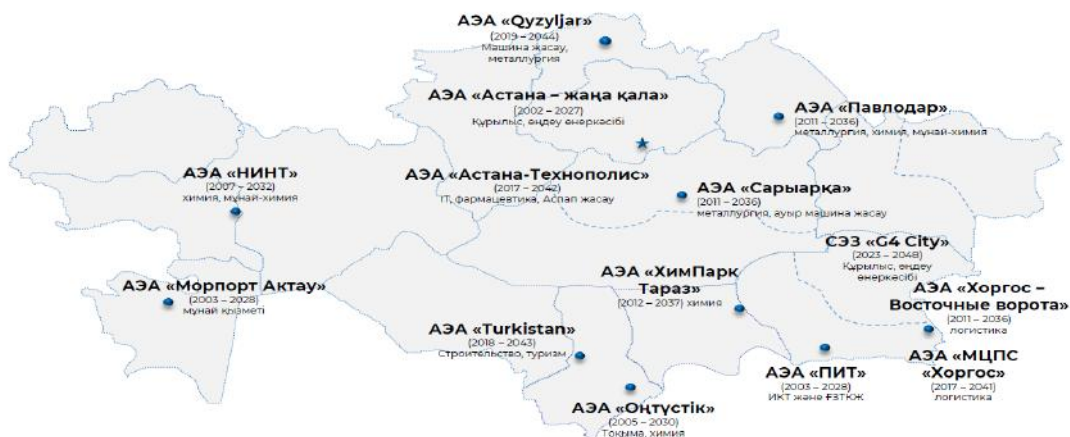 АЭА «Qyzyljar»
(2019 – 2044)
Машина жасау,
металлургия
АЭА «Астана – жаңа қала»
(2002 – 2027)
Құрылыс, өңдеу өнеркәсібі
АЭА «Павлодар»
(2011 – 2036)
металлургия, химия, мұнай-химия
АЭА «НИНТ»
(2007 – 2032)
химия, мұнай-химия
АЭА «Астана-Технополис»
(2017 – 2042)
IT, фармацевтика, Аспап жасау
АЭА «Сарыарқа»
(2011 – 2036)
металлургия, ауыр машина жасау
СЭЗ «G4 City»
(2023 – 2048)
Құрылыс, өңдеу
өнеркәсібі
АЭА «Морпорт Актау»
(2003 – 2028)
мұнай қызметі
АЭА «ХимПарк
Тараз»
(2012 – 2037) химия
АЭА «Хоргос –
Восточные ворота»
(2011 – 2036)
логистика
АЭА «Turkistan»
(2018 – 2043)
Строительство, туризм
АЭА «ПИТ»
(2003 – 2028)
ИКТ және ҒЗТКЖ
АЭА «МЦПС
«Хоргос»
(2017 – 2041)
логистика
АЭА «Оңтүстік»
(2005 – 2030)
Тоқыма, химия